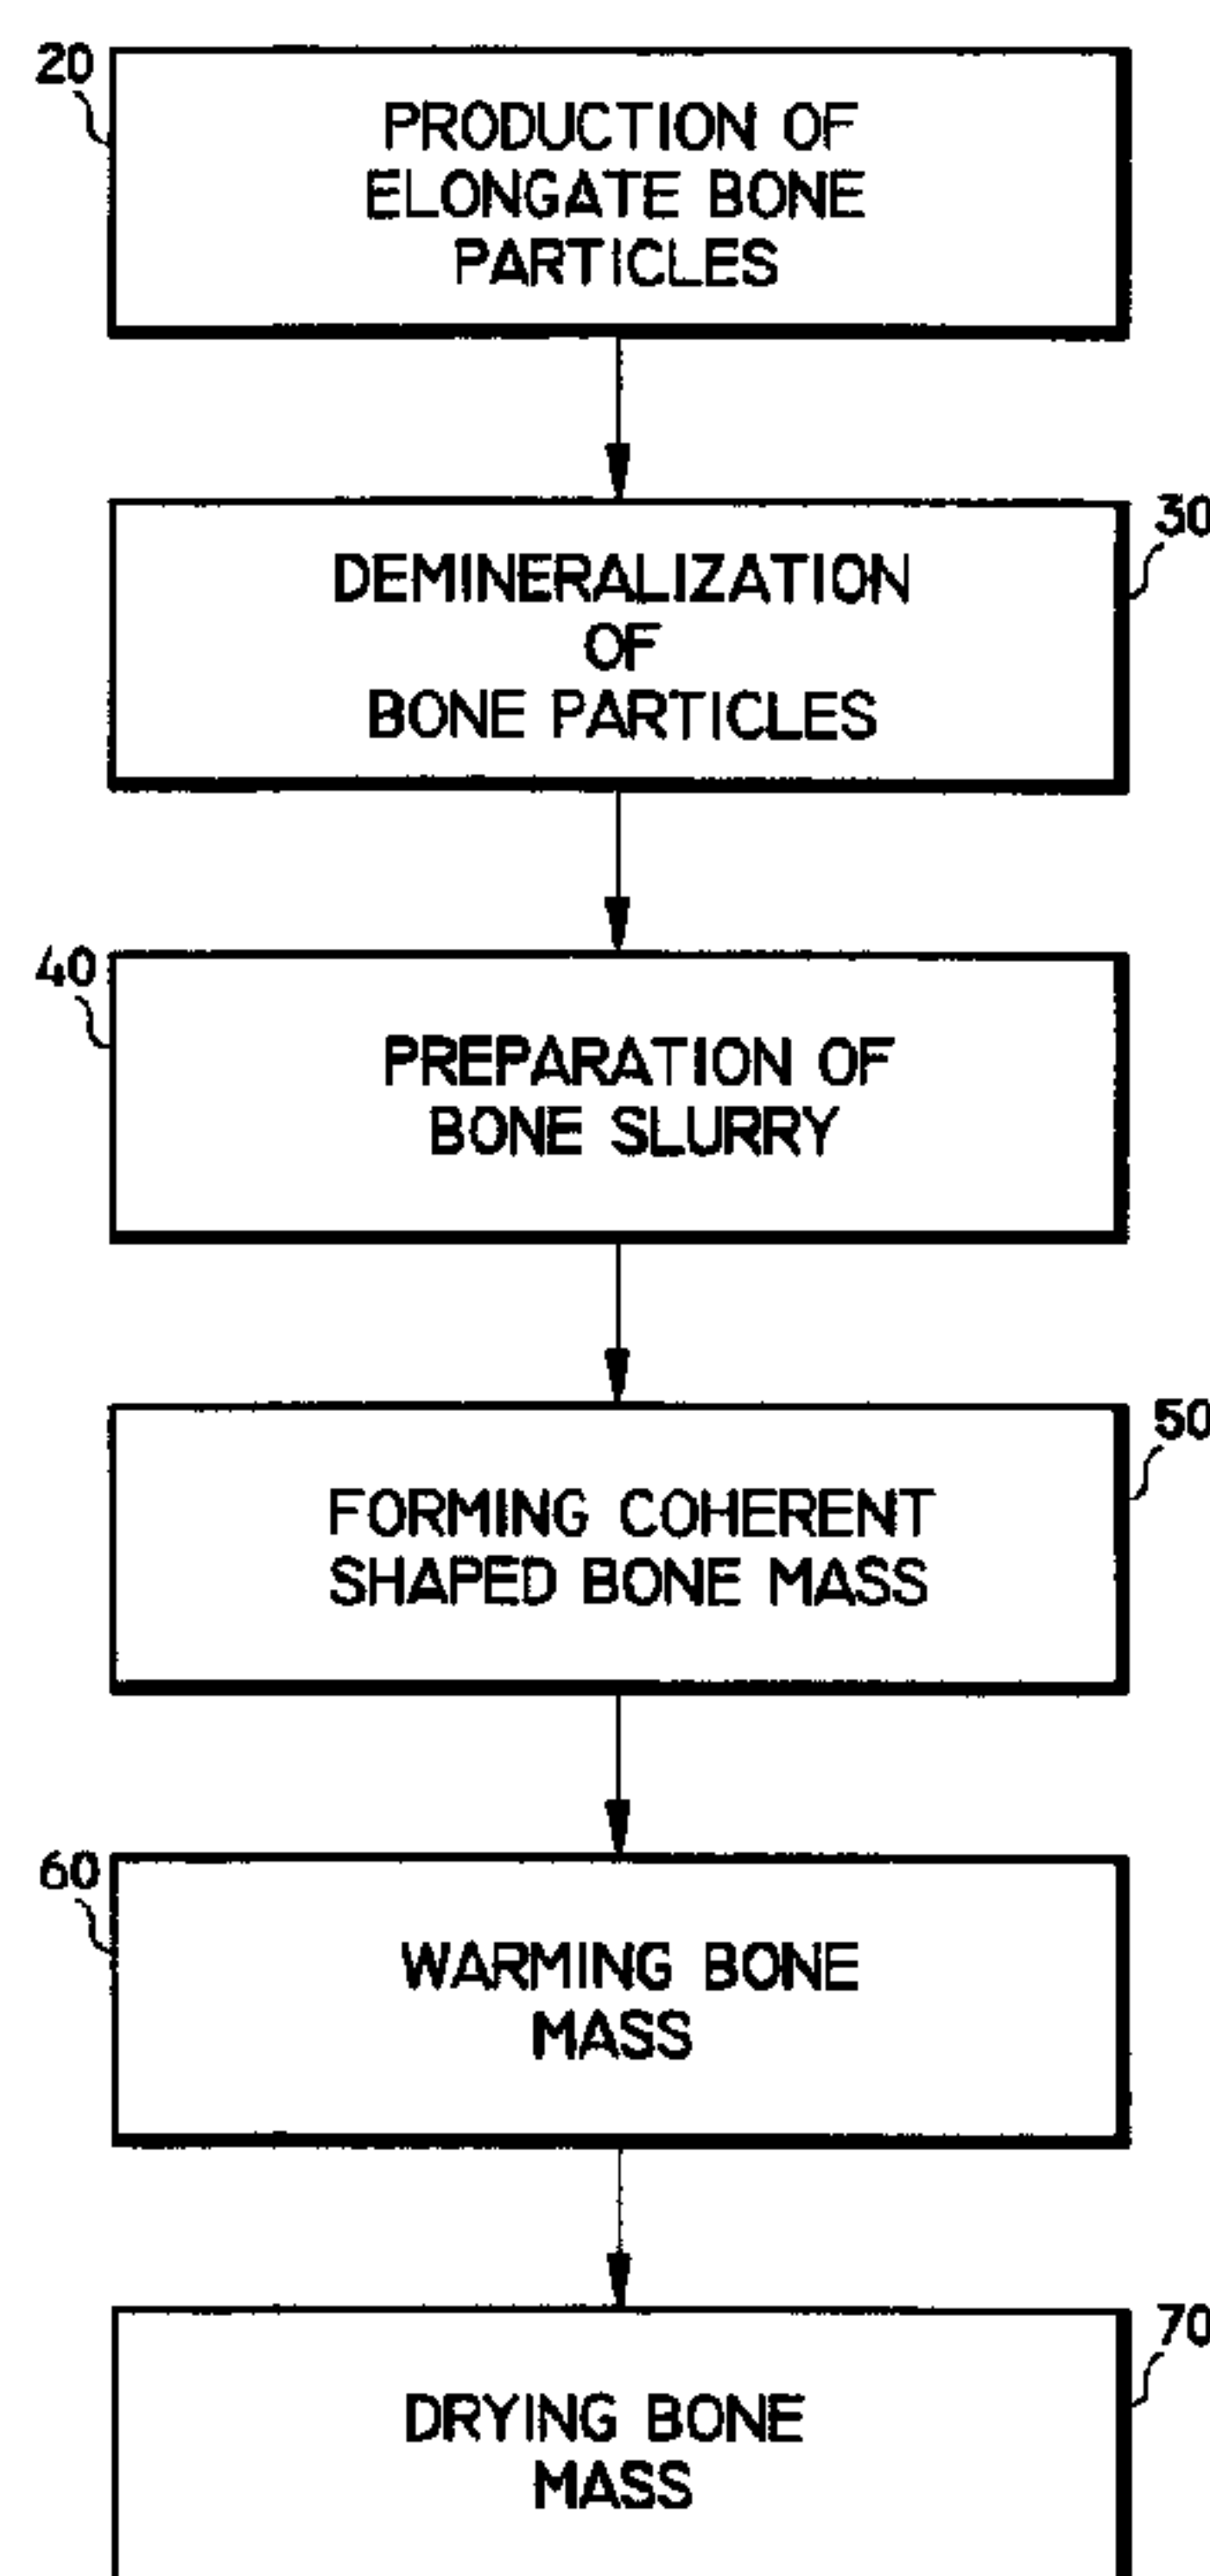 20
PRODUCTION OF
ELONGATE BONE
PARTICLES
30
DEMINERALIZATION
OF
BONE PARTICLES
40
PREPARATION OF
BONE SLURRY
50
FORMING COHERENT
SHAPED BONE MASS
60
WARMING BONE
MASS
70
DRYING BONE
MASS